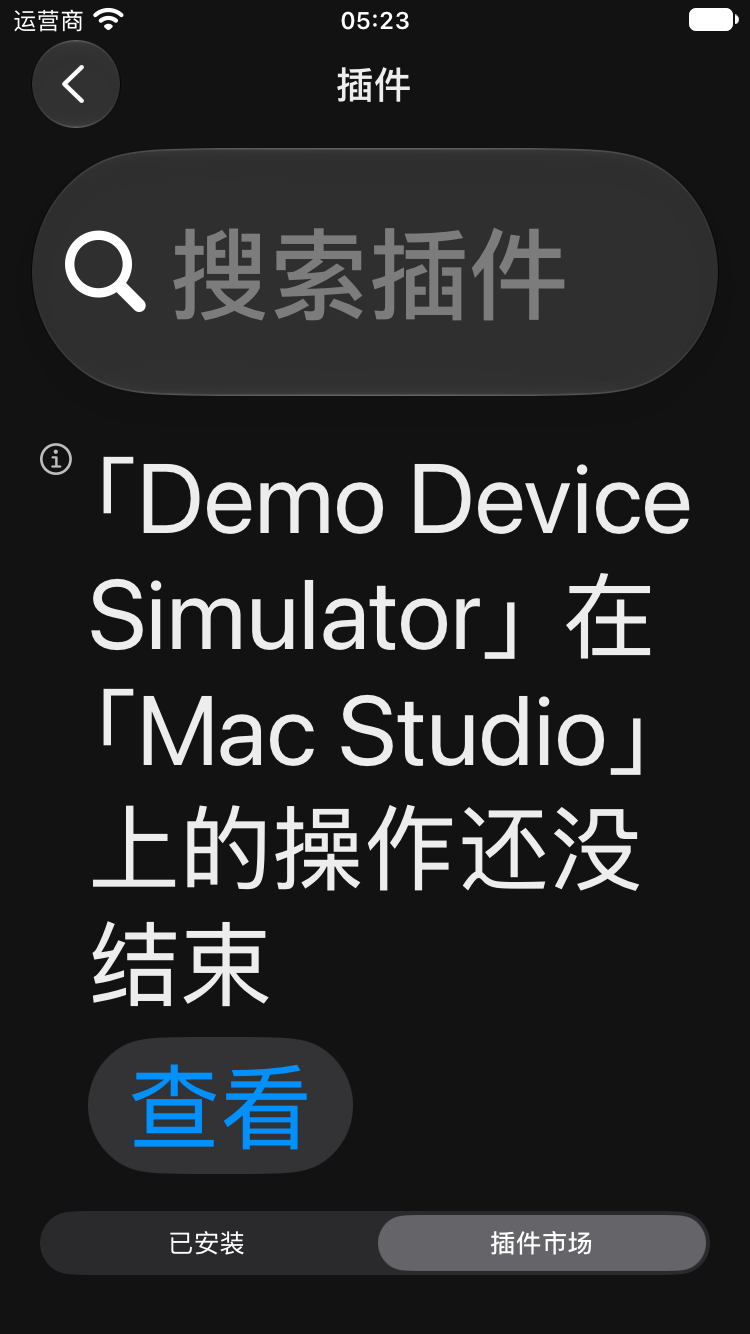 运营商
05:23
插件
搜索插件
「Demo Device
Simulator」在
「Mac Studio」
上的操作还没
结束
查看
已安装
插件市场